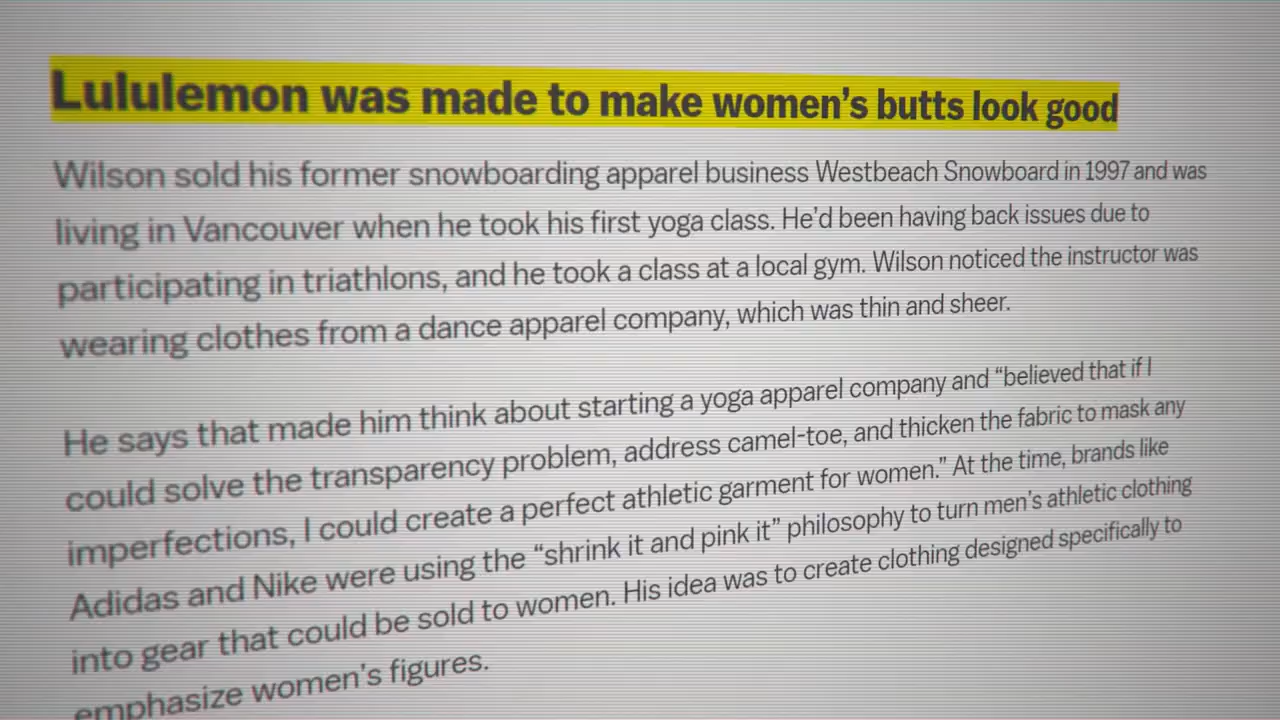 Lululemon was made to make women's butts look good
Wilson sold his former snowboarding apparel business Westbeach Snowboard in 1997 and was
living in Vancouver when he took his first yoga class. He'd been having back issues due to
participating in triathlons, and he took a class at a local gym. Wilson noticed the instructor was
wearing clothes from a dance apparel company, which was thin and sheer.
He says that made him think about starting a yoga apparel company and “believed that if I
could solve the transparency problem, address camel-toe, and thicken the fabric to mask any
imperfections, I could create a perfect athletic garment for women.” At the time, brands like
Adidas and Nike were using the “shrink it and pink it” philosophy to turn men's athletic clothing
into gear that could be sold to women. His idea was to create clothing designed specifically to
emphasize women's figures.